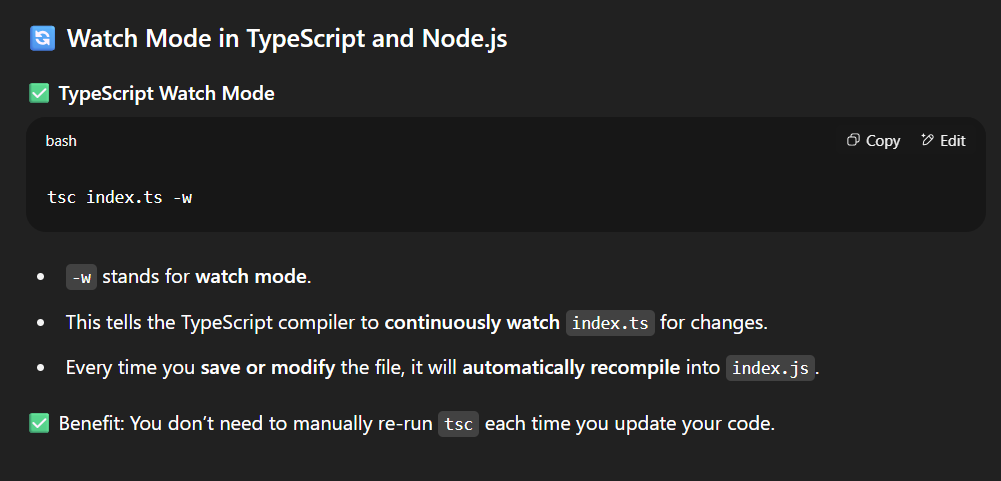 🔄 Watch Mode in TypeScript and Node.js
✅ TypeScript Watch Mode
bash Copy Edit
tsc index.ts -w
• -w stands for watch mode.
• This tells the TypeScript compiler to continuously watch index.ts for changes.
• Every time you save or modify the file, it will automatically recompile into index.js.
✅ Benefit: You don’t need to manually re-run tsc each time you update your code.